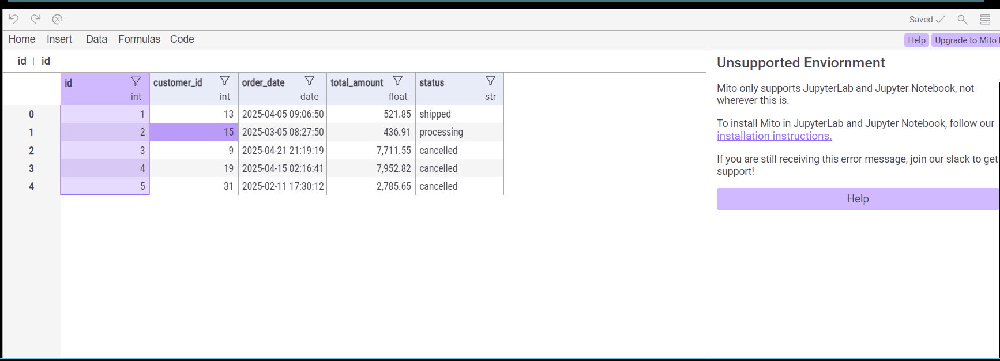 Saved
Home Insert Data Formulas Code
Help Upgrade to Mito
id | id
id customer_id order_date total_amount status
int int date float str
0 1 13 2025-04-05 09:06:50 521.85 shipped
1 2 15 2025-03-05 08:27:50 436.91 processing
2 3 9 2025-04-21 21:19:19 7,711.55 cancelled
3 4 19 2025-04-15 02:16:41 7,952.82 cancelled
4 5 31 2025-02-11 17:30:12 2,785.65 cancelled
Unsupported Enviornment
Mito only supports JupyterLab and Jupyter Notebook, not
wherever this is.
To install Mito in JupyterLab and Jupyter Notebook, follow our
installation instructions.
If you are still receiving this error message, join our slack to get
support!
Help